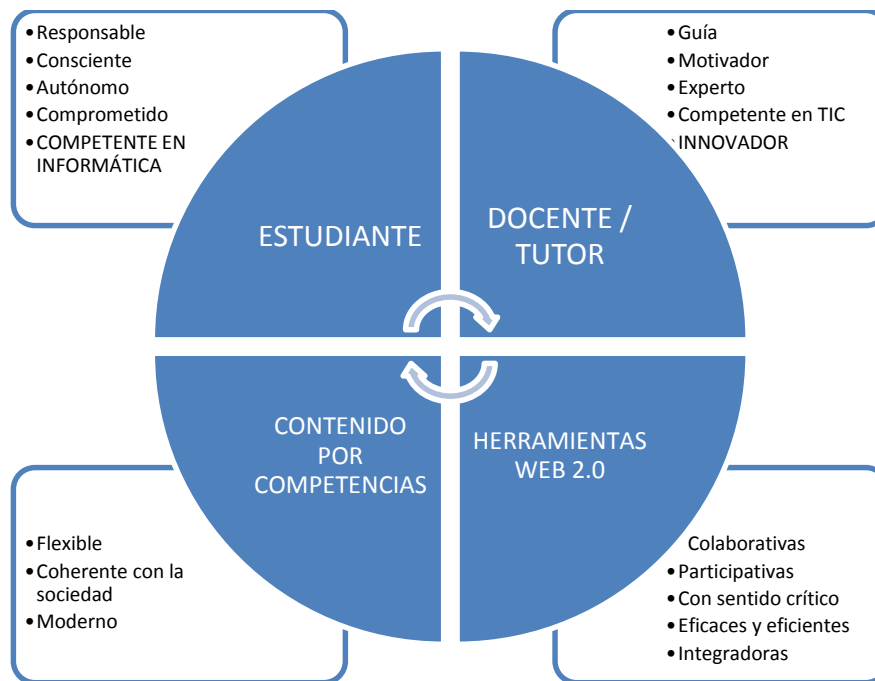 •Responsable
•Consciente
•Autónomo
•Comprometido
•COMPETENTE EN
INFORMÁTICA
•Guía
•Motivador
•Experto
•Competente en TIC
INNOVADOR
ESTUDIANTE
DOCENTE /
TUTOR
CONTENIDO
POR
COMPETENCIAS
HERRAMIENTAS
WEB 2.0
•Flexible
•Coherente con la
sociedad
•Moderno
Colaborativas
•Participativas
•Con sentido crítico
•Eficaces y eficientes
•Integradoras